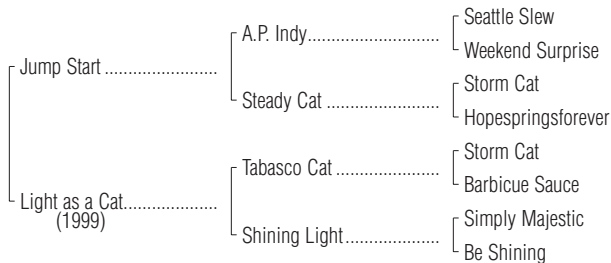 Seattle Slew
A.P. Indy
Weekend Surprise
Jump Start
Storm Cat
Steady Cat
Hopespringsforever
Storm Cat
Tabasco Cat
Barbicue Sauce
Light as a Cat
(1999)
Simply Majestic
Shining Light
Be Shining